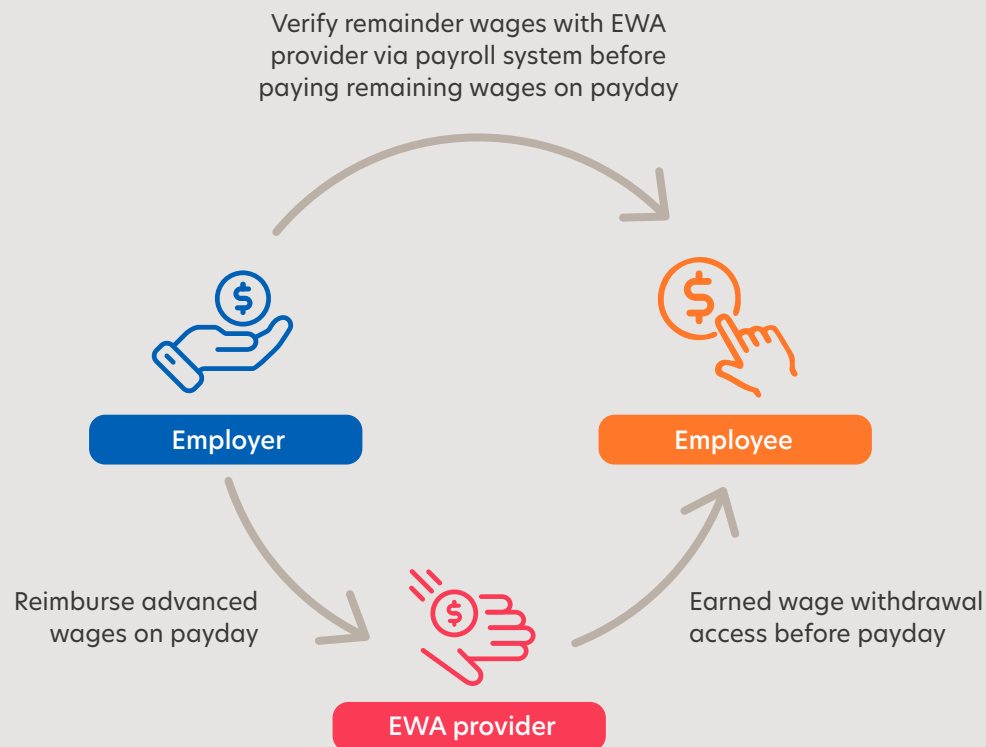 Verify remainder wages with EWA
provider via payroll system before
paying remaining wages on payday
$
$
Employer
Employee
Reimburse advanced
wages on payday
$
Earned wage withdrawal
access before payday
EWA provider